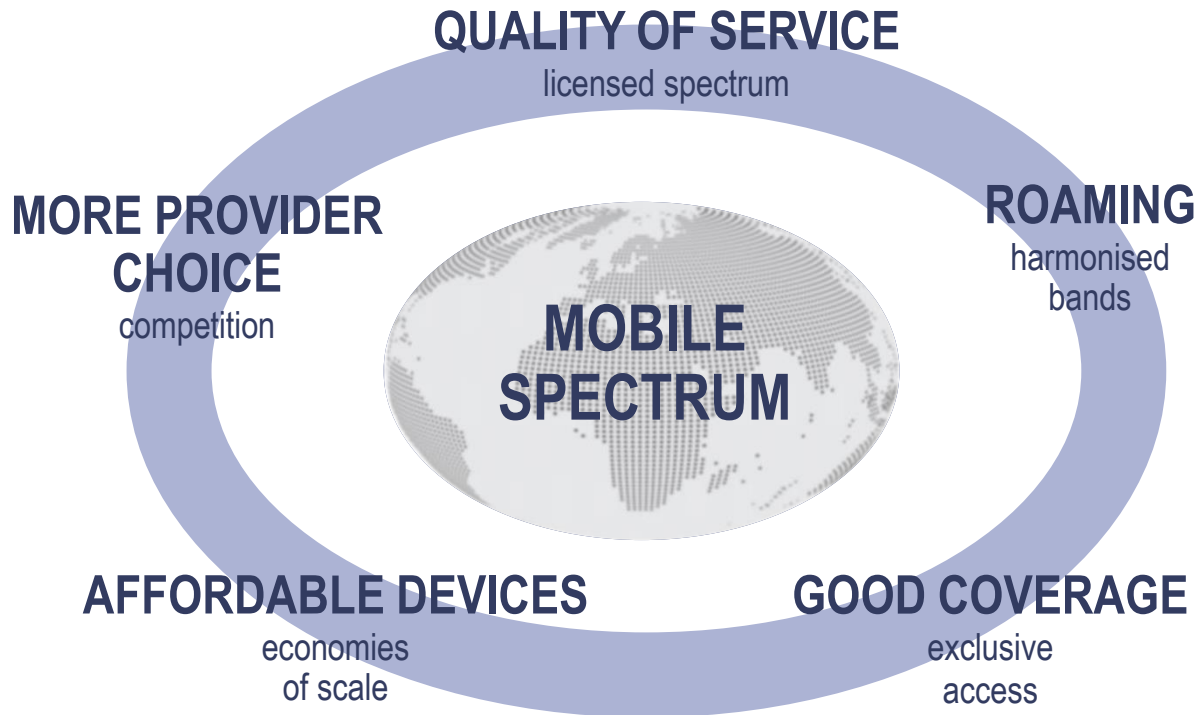 QUALITY OF SERVICE
licensed spectrum
MORE PROVIDER
CHOICE
competition
ROAMING
harmonised
bands
MOBILE
SPECTRUM
AFFORDABLE DEVICES
economies
of scale
GOOD COVERAGE
exclusive
access